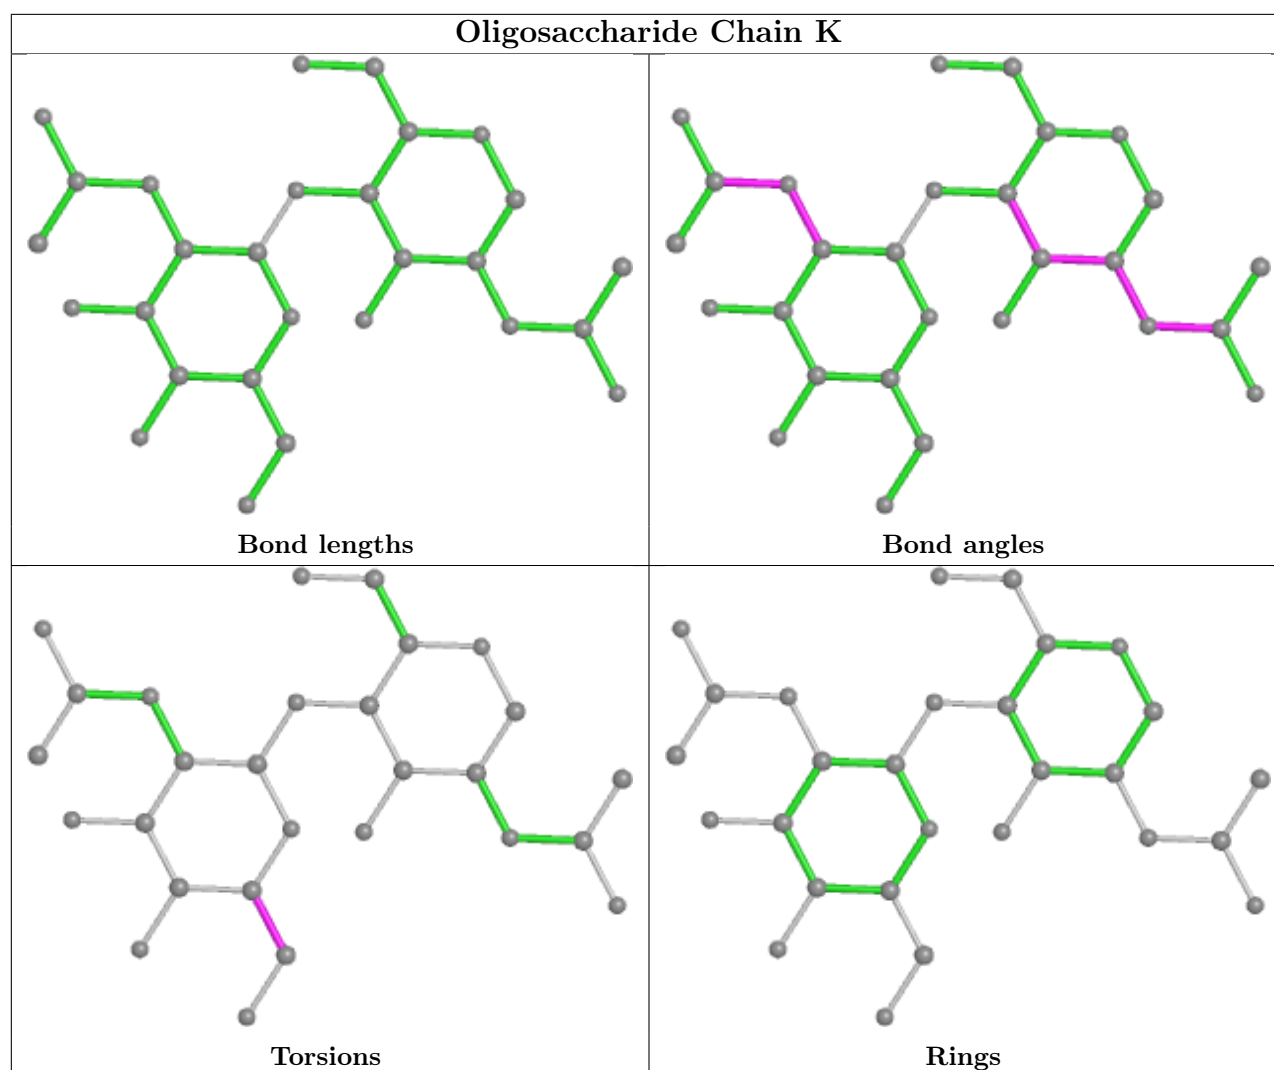 Oligosaccharide Chain K
Bond lengths
Bond angles
Torsions
Rings